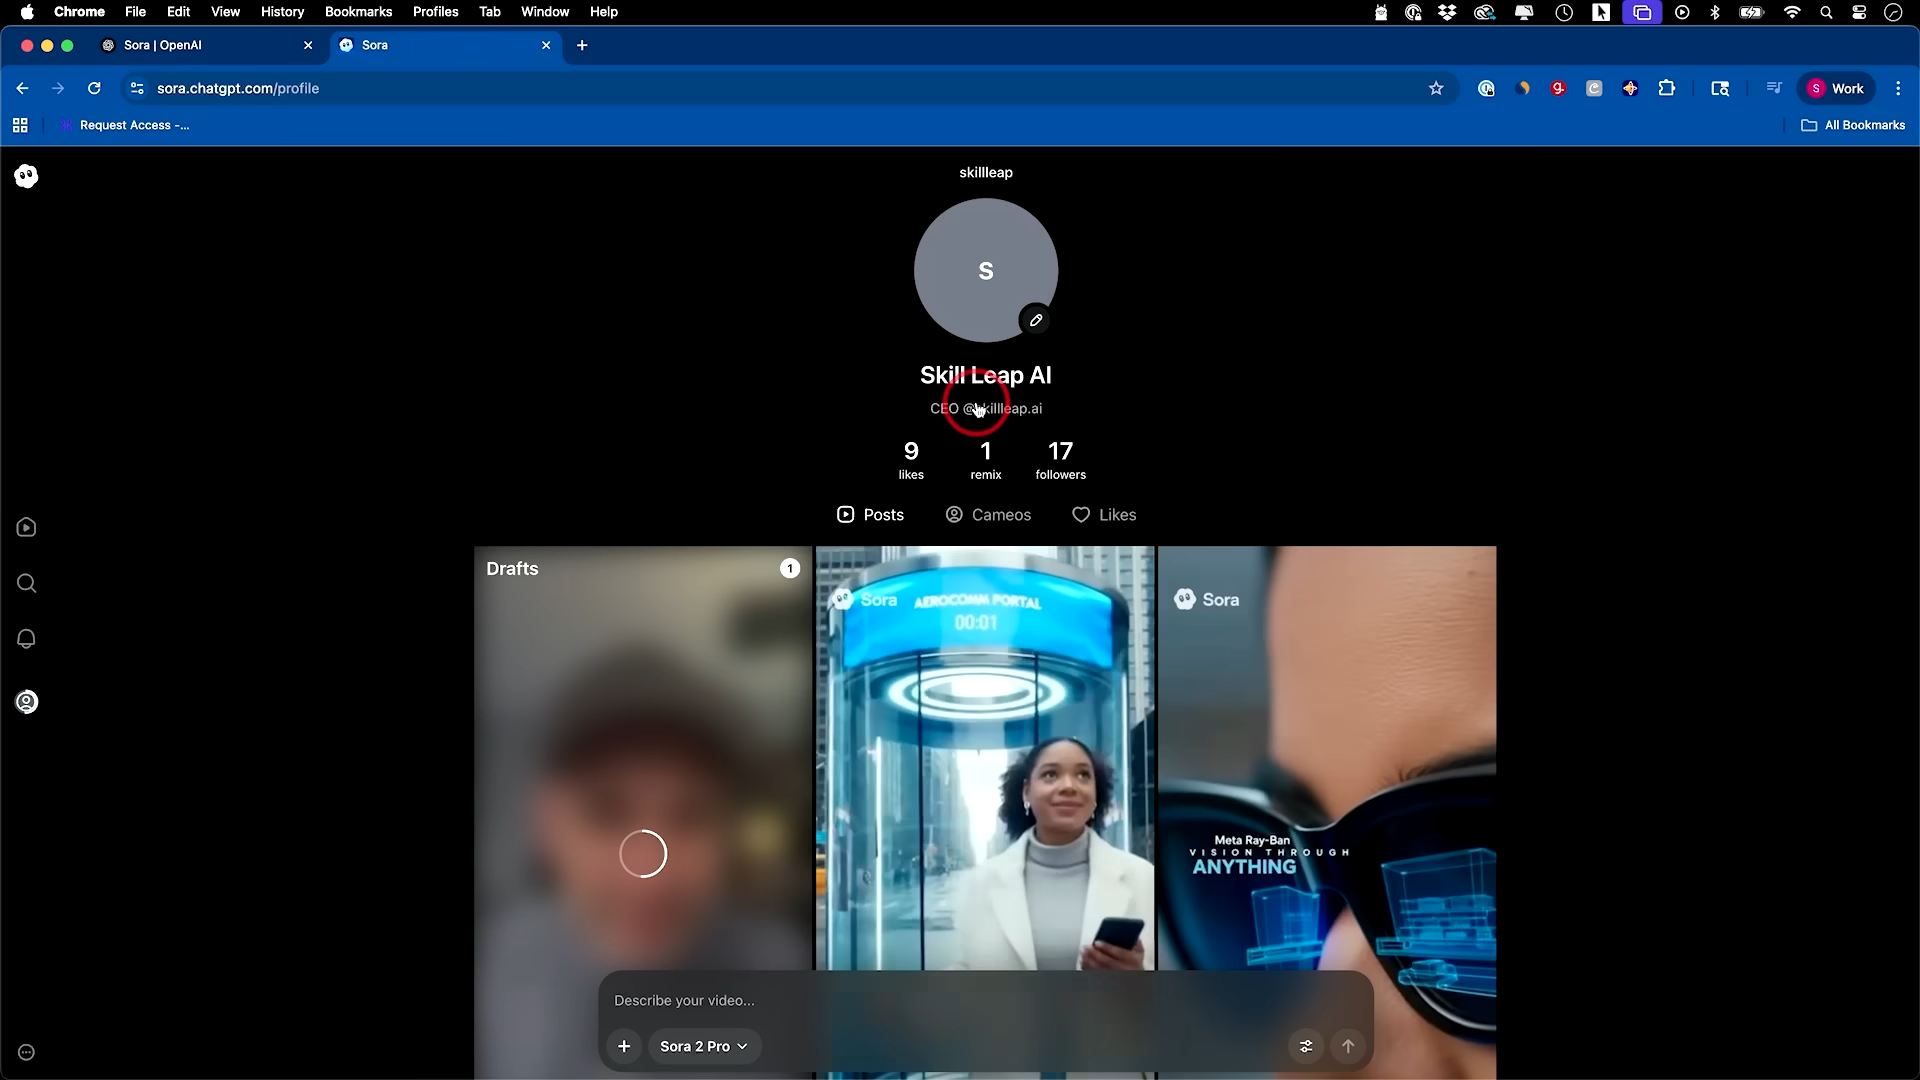 Chrome File Edit View History Bookmarks Profiles Tab Window Help
Sora | OpenAI
Sora
sora.chatgpt.com/profile
Work
Request Access -...
All Bookmarks
skillleap
S
Skill Leap AI
CEO @skillleap.ai
9 1 17
likes remix followers
Posts Cameos Likes
Drafts
1
Sora
AEROCOMM PORTAL
00:01
Sora
Meta Ray-Ban
VISION THROUGH
ANYTHING
Describe your video...
Sora 2 Pro